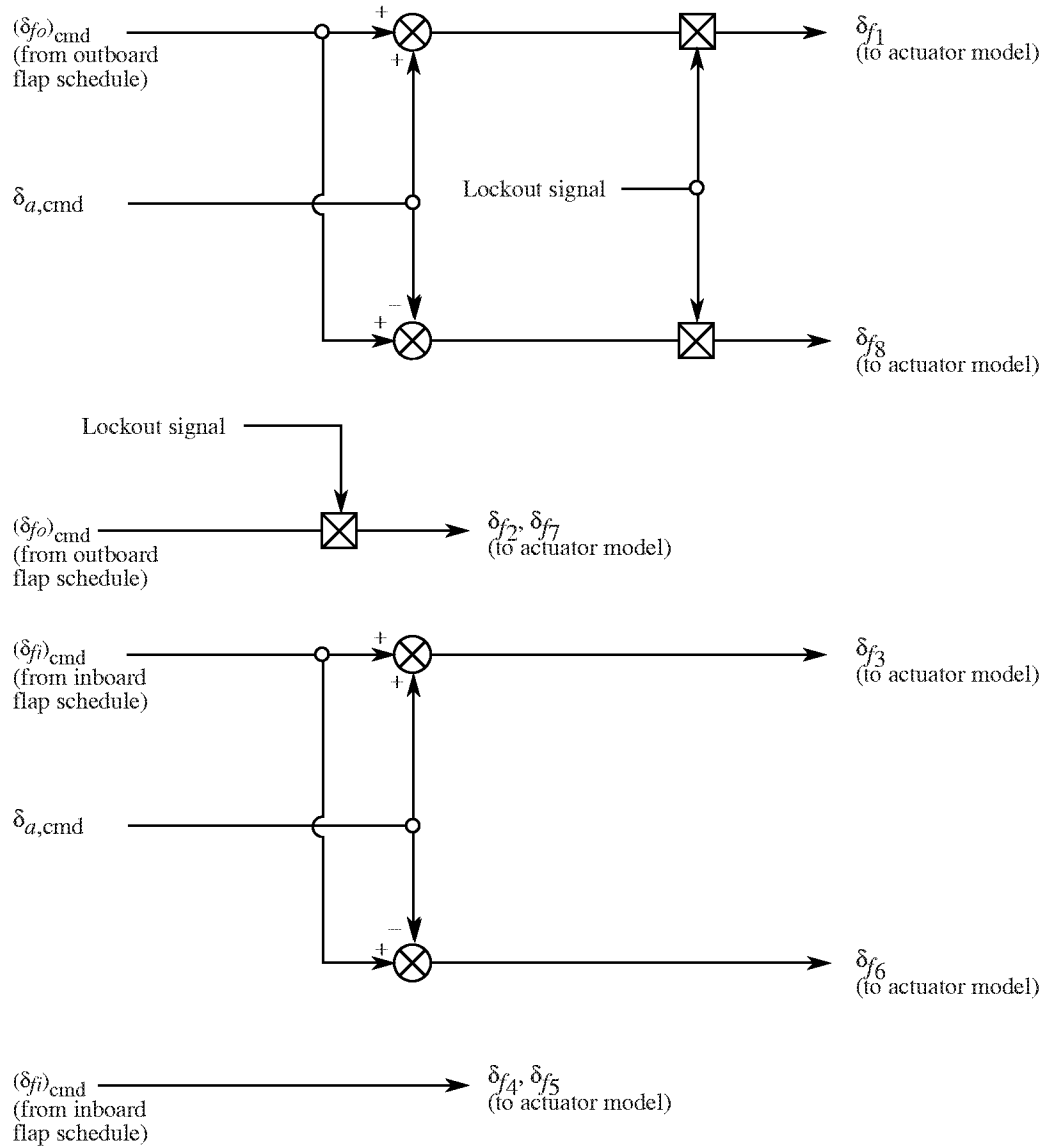 (δfo)cmd
(from outboard
flap schedule)
+
+
δf1
(to actuator model)
δa,cmd
Lockout signal
−
+
δf8
(to actuator model)
Lockout signal
(δfo)cmd
(from outboard
flap schedule)
δf2, δf7
(to actuator model)
(δfi)cmd
(from inboard
flap schedule)
+
+
δf3
(to actuator model)
δa,cmd
−
+
δf6
(to actuator model)
(δfi)cmd
(from inboard
flap schedule)
δf4, δf5
(to actuator model)